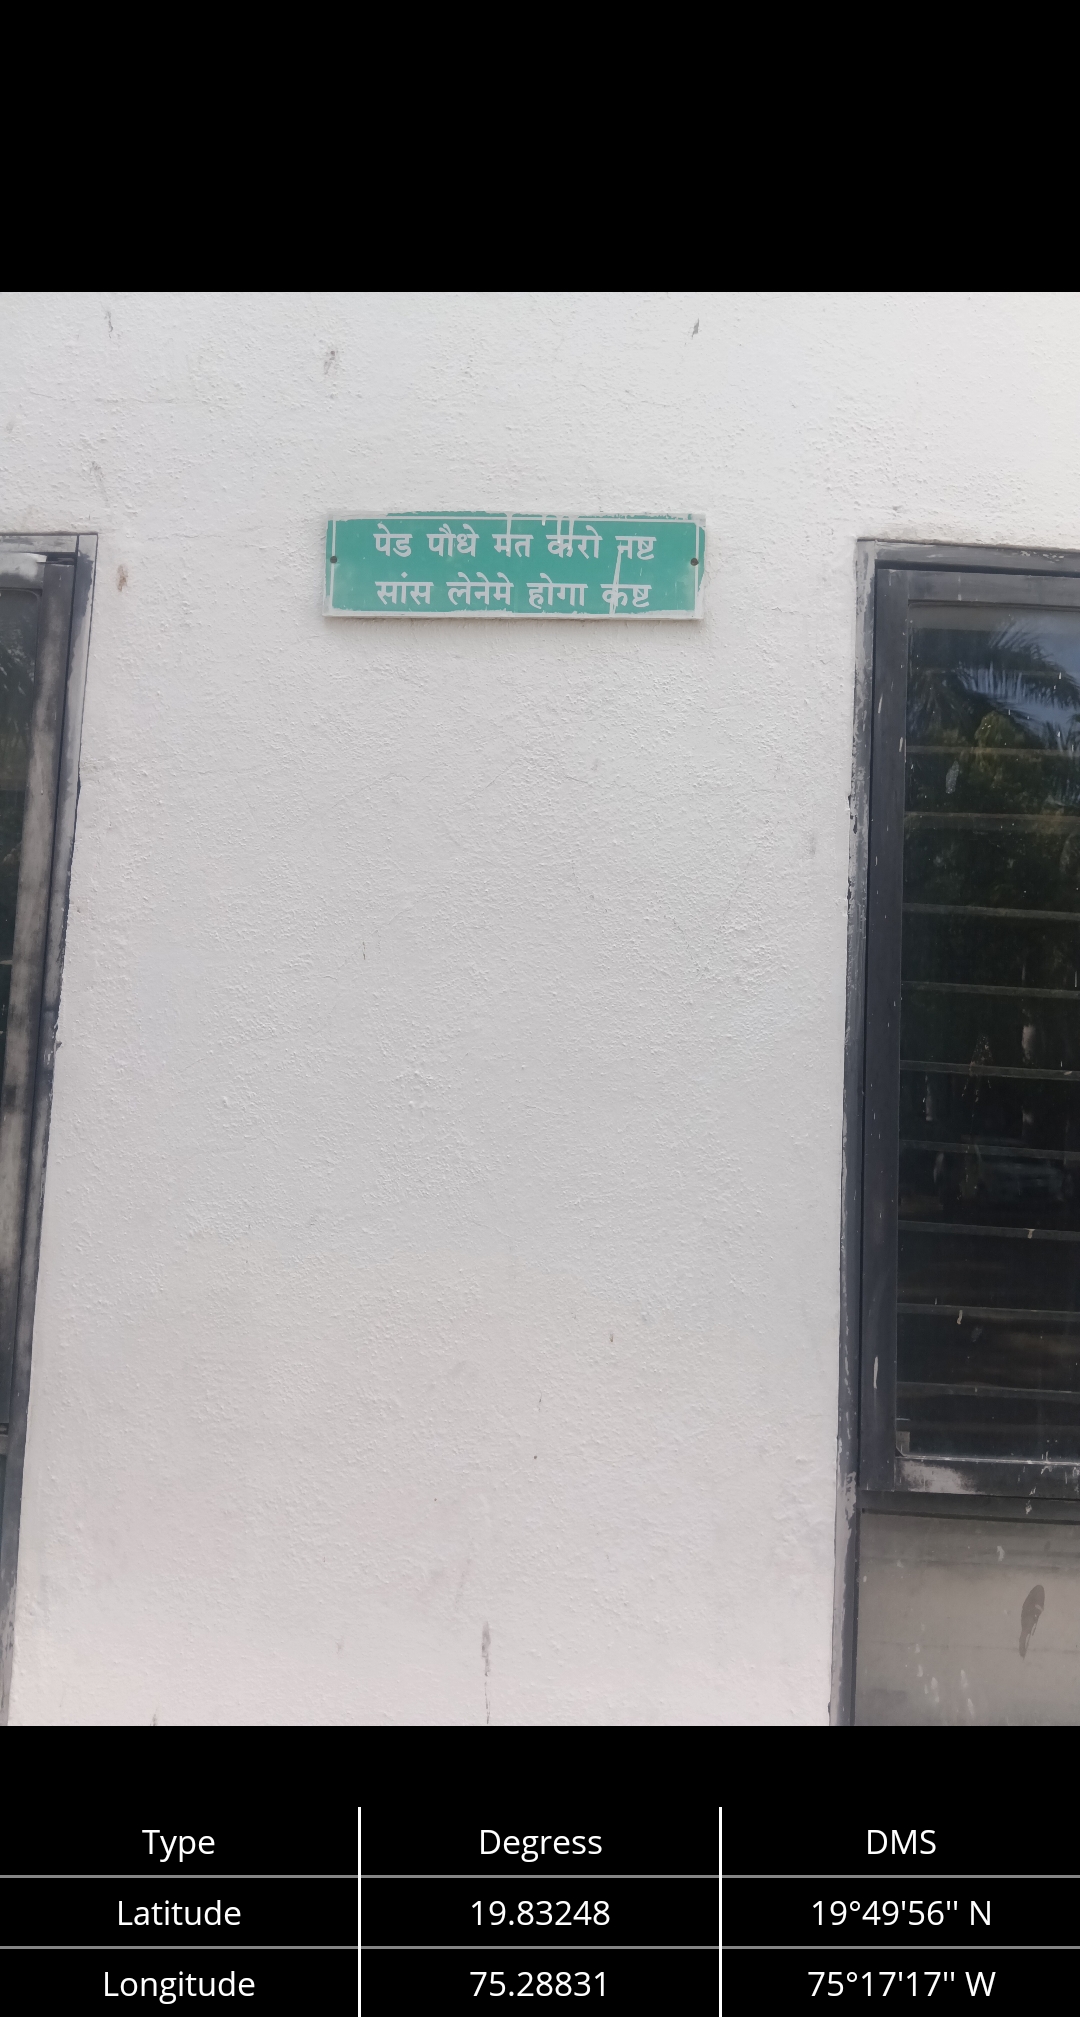 पेड पौधे मत करो नष्ट
सांस लेनेमे होगा कष्ट
Type Degress DMS
Latitude 19.83248 19°49'56'' N
Longitude 75.28831 75°17'17'' W